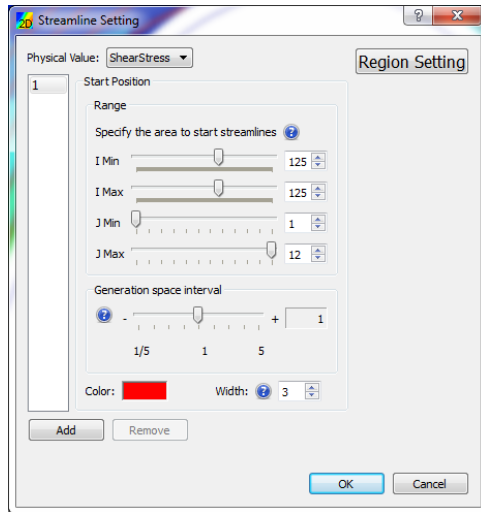 2D Streamline Setting
Physical Value: ShearStress
Region Setting
1
Start Position
Range
Specify the area to start streamlines ?
I Min 125
I Max 125
J Min 1
J Max 12
Generation space interval
? - + 1
1/5 1 5
Color: Width: ? 3
Add Remove
OK Cancel